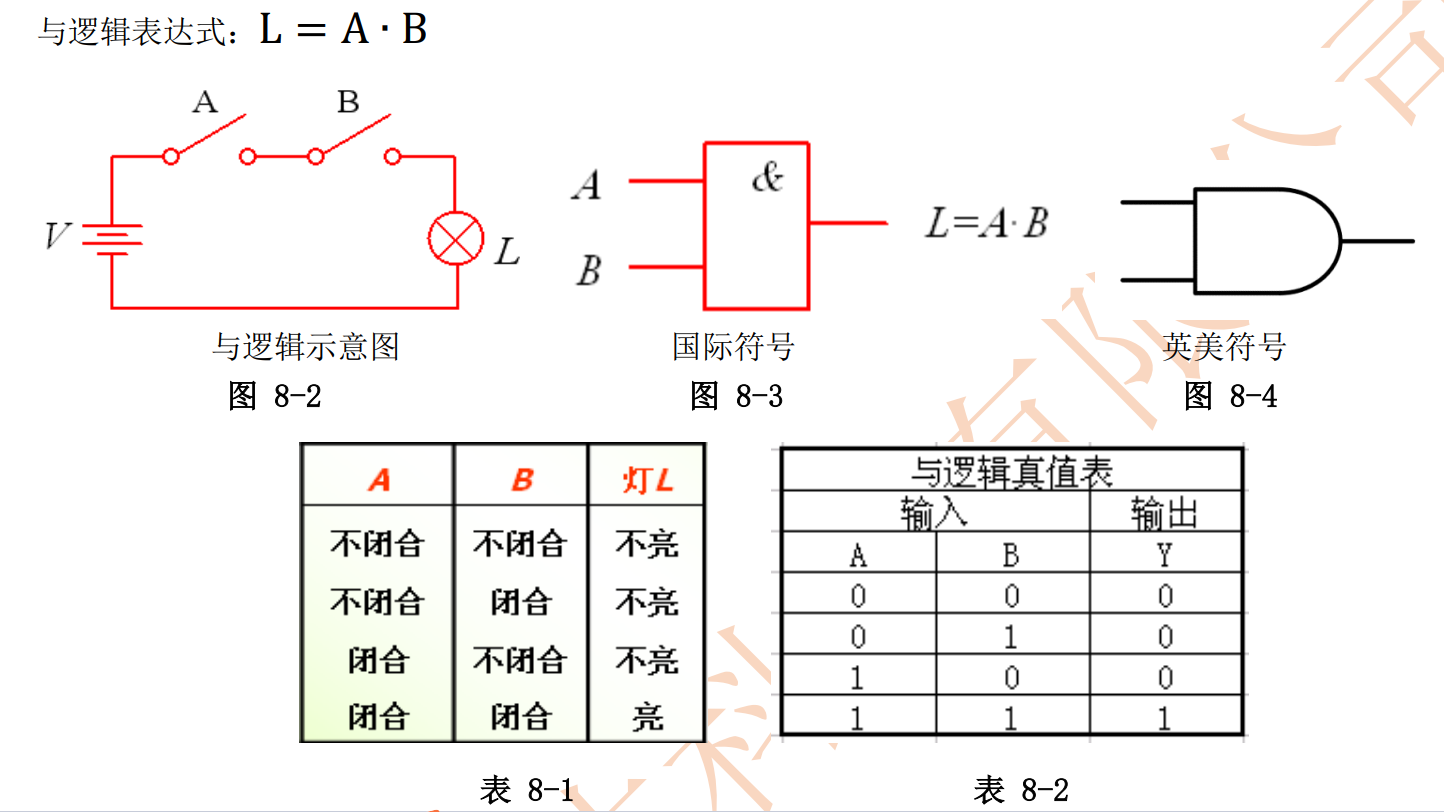 与逻辑表达式：L = A · B
A B
V L
A & L=A·B
B
与逻辑示意图 国际符号 英美符号
图 8-2 图 8-3 图 8-4
A B 灯L
不闭合 不闭合 不亮
不闭合 闭合 不亮
闭合 不闭合 不亮
闭合 闭合 亮
表 8-1
与逻辑真值表
输入 输出
A B Y
0 0 0
0 1 0
1 0 0
1 1 1
表 8-2